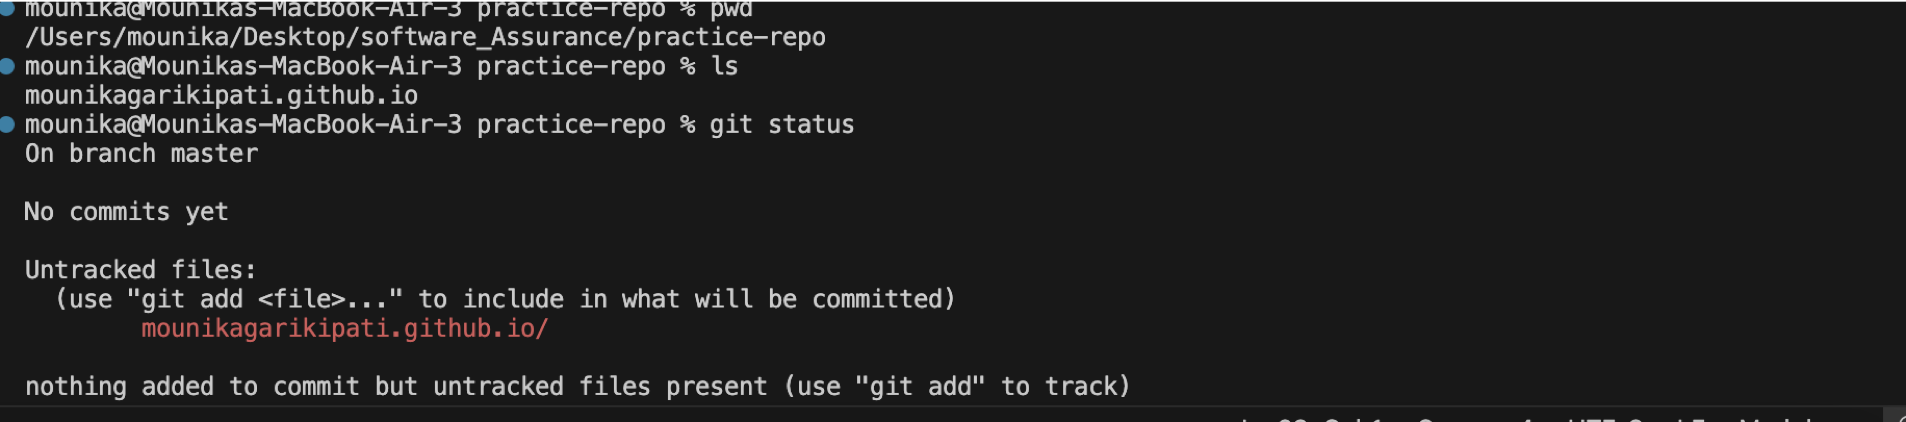 mounika@Mounikas-MacBook-Air-3 practice-repo % pwd
/Users/mounika/Desktop/software_Assurance/practice-repo
mounika@Mounikas-MacBook-Air-3 practice-repo % ls
mounikagarikipati.github.io
mounika@Mounikas-MacBook-Air-3 practice-repo % git status
On branch master
No commits yet
Untracked files:
(use "git add <file>..." to include in what will be committed)
mounikagarikipati.github.io/
nothing added to commit but untracked files present (use "git add" to track)